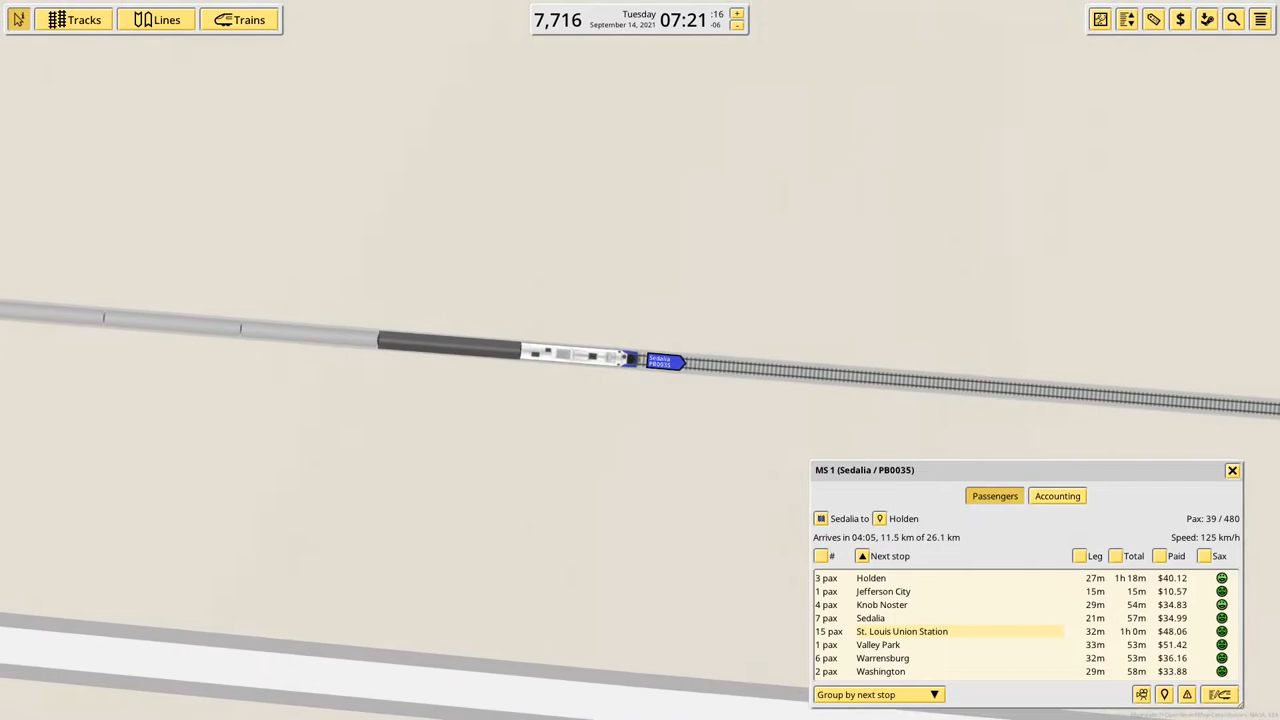 Tracks
Lines
Trains
7,716
Tuesday
September 14, 2021
07:21
:16
-06
+
-
$
Sedalia
PB0035
MS 1 (Sedalia / PB0035)
Passengers
Accounting
Sedalia to Holden
Pax: 39 / 480
Arrives in 04:05, 11.5 km of 26.1 km
Speed: 125 km/h
# Next stop Leg Total Paid Sax
3 pax Holden 27m 1h 18m $40.12
1 pax Jefferson City 15m 15m $10.57
4 pax Knob Noster 29m 54m $34.83
7 pax Sedalia 21m 57m $34.99
15 pax St. Louis Union Station 32m 1h 0m $48.06
1 pax Valley Park 33m 53m $51.42
6 pax Warrensburg 32m 53m $36.16
2 pax Washington 29m 58m $33.88
Group by next stop